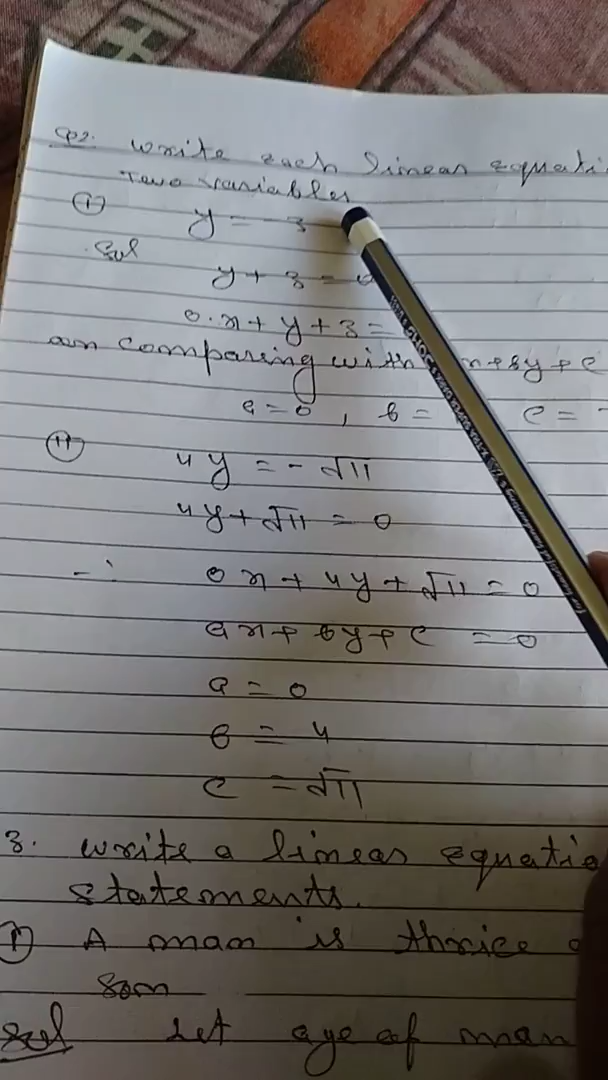 Q2. Write each linear equati
Two variables
(I) y = -3
Sol
y + 3 = 0
0.x + y + 3 =
on comparing with x + by + c
a = 0, b = c =
(II) 4y = -√11
4y + √11 = 0
∴ 0x + 4y + √11 = 0
ax + by + c = 0
a = 0
b = 4
c = √11
3. Write a linear equatio
statements.
(I) A man is thrice
son
Sol Let age of man